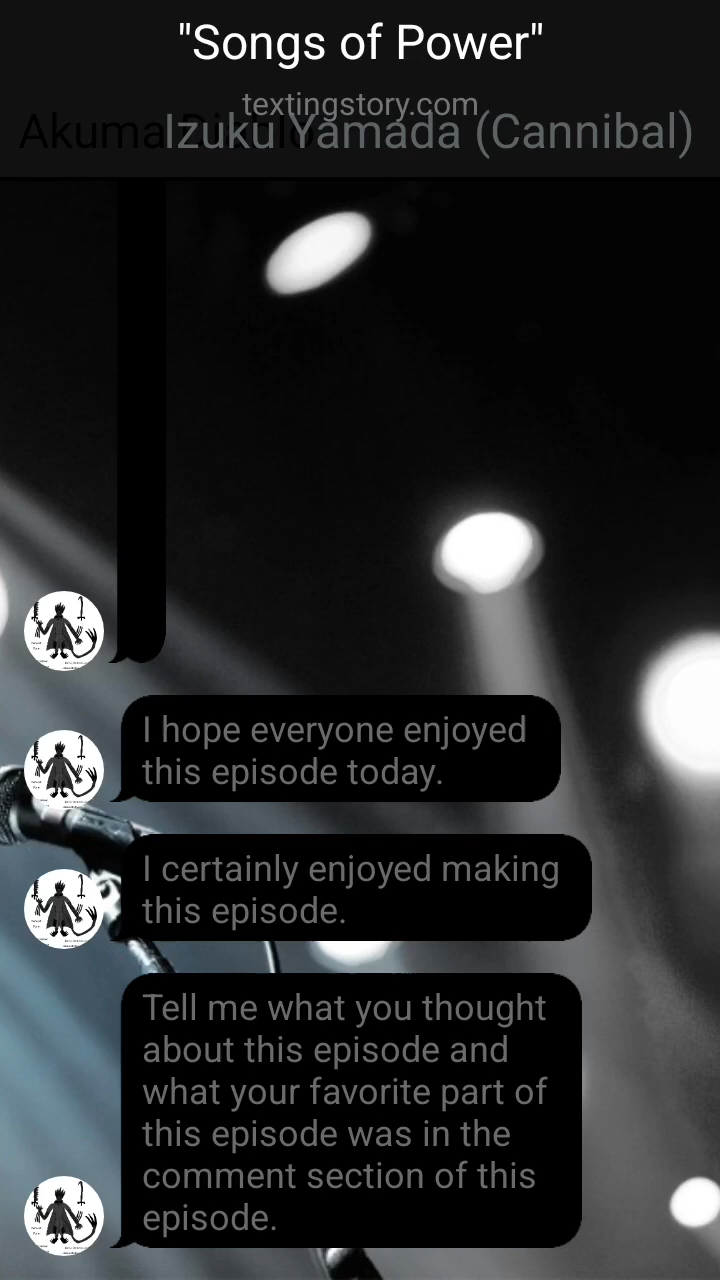 "Songs of Power"
textingstory.com
Akuma Izuku Yamada (Cannibal)
I hope everyone enjoyed
this episode today.
I certainly enjoyed making
this episode.
Tell me what you thought
about this episode and
what your favorite part of
this episode was in the
comment section of this
episode.